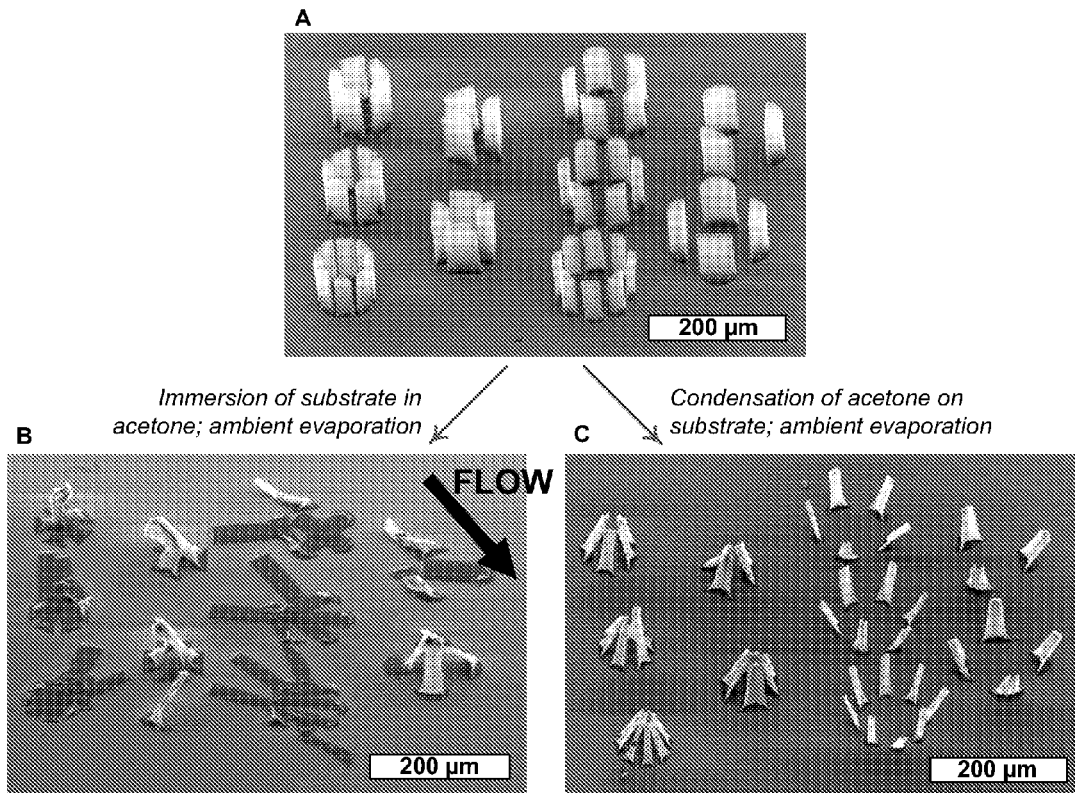 A
200 µm
Immersion of substrate in
acetone; ambient evaporation
Condensation of acetone on
substrate; ambient evaporation
B
FLOW
200 µm
C
200 µm